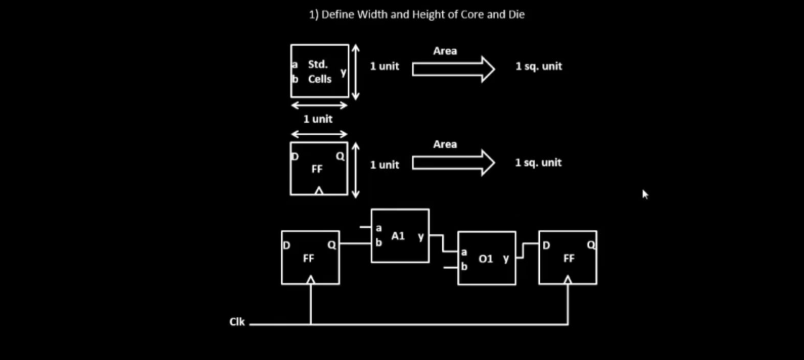 1) Define Width and Height of Core and Die
Area
a Std. y
b Cells
1 unit
1 sq. unit
1 unit
Area
D Q
FF
1 unit
1 sq. unit
a
b A1 y
D Q
FF
a
b O1 y
D Q
FF
Clk